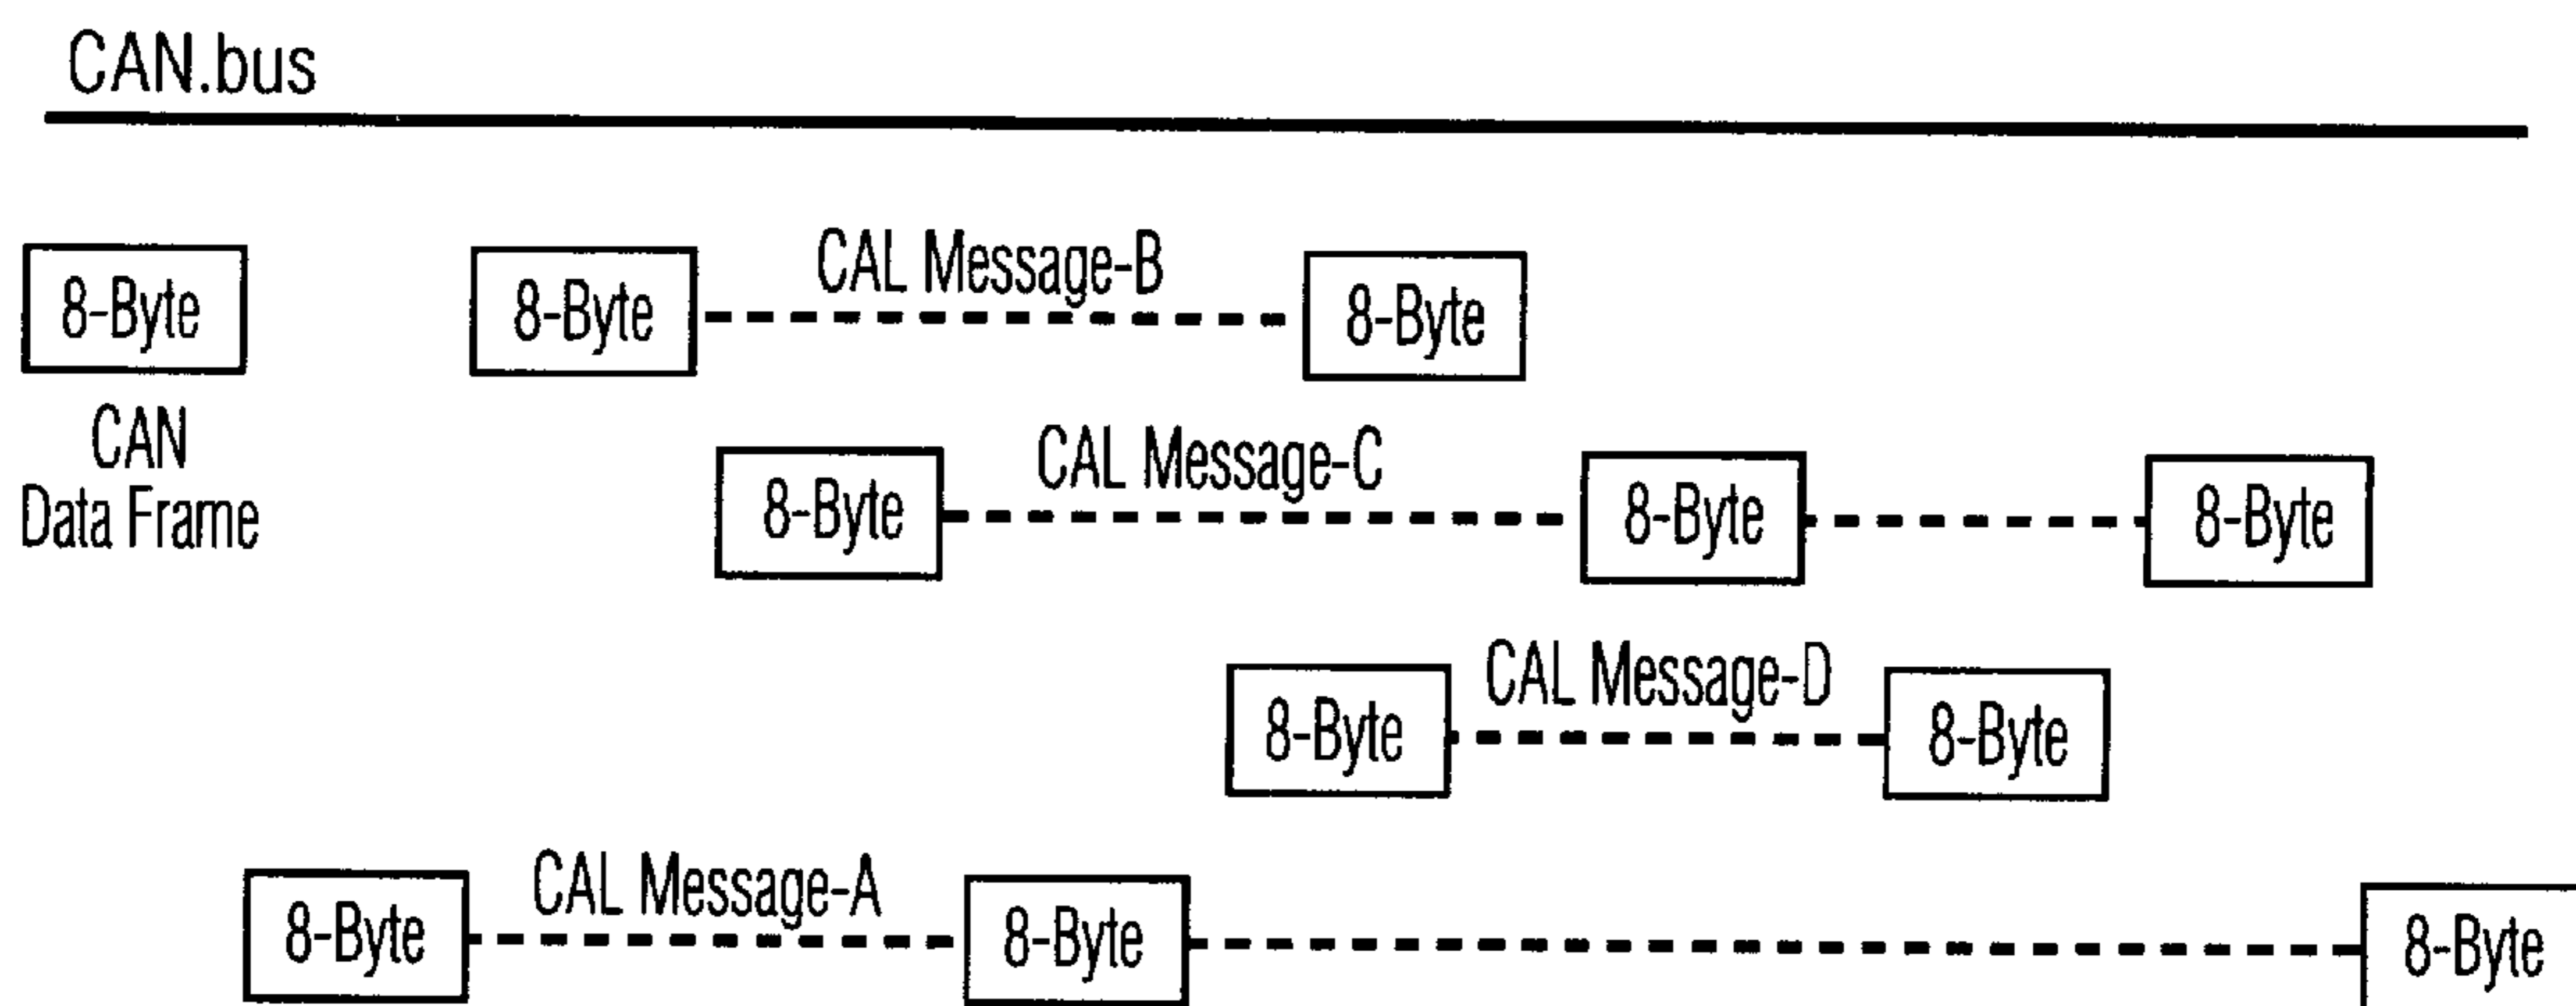 CAN.bus
8-Byte
CAN
Data Frame
8-Byte
CAL Message-B
8-Byte
8-Byte
CAL Message-C
8-Byte
8-Byte
8-Byte
CAL Message-D
8-Byte
8-Byte
CAL Message-A
8-Byte
8-Byte